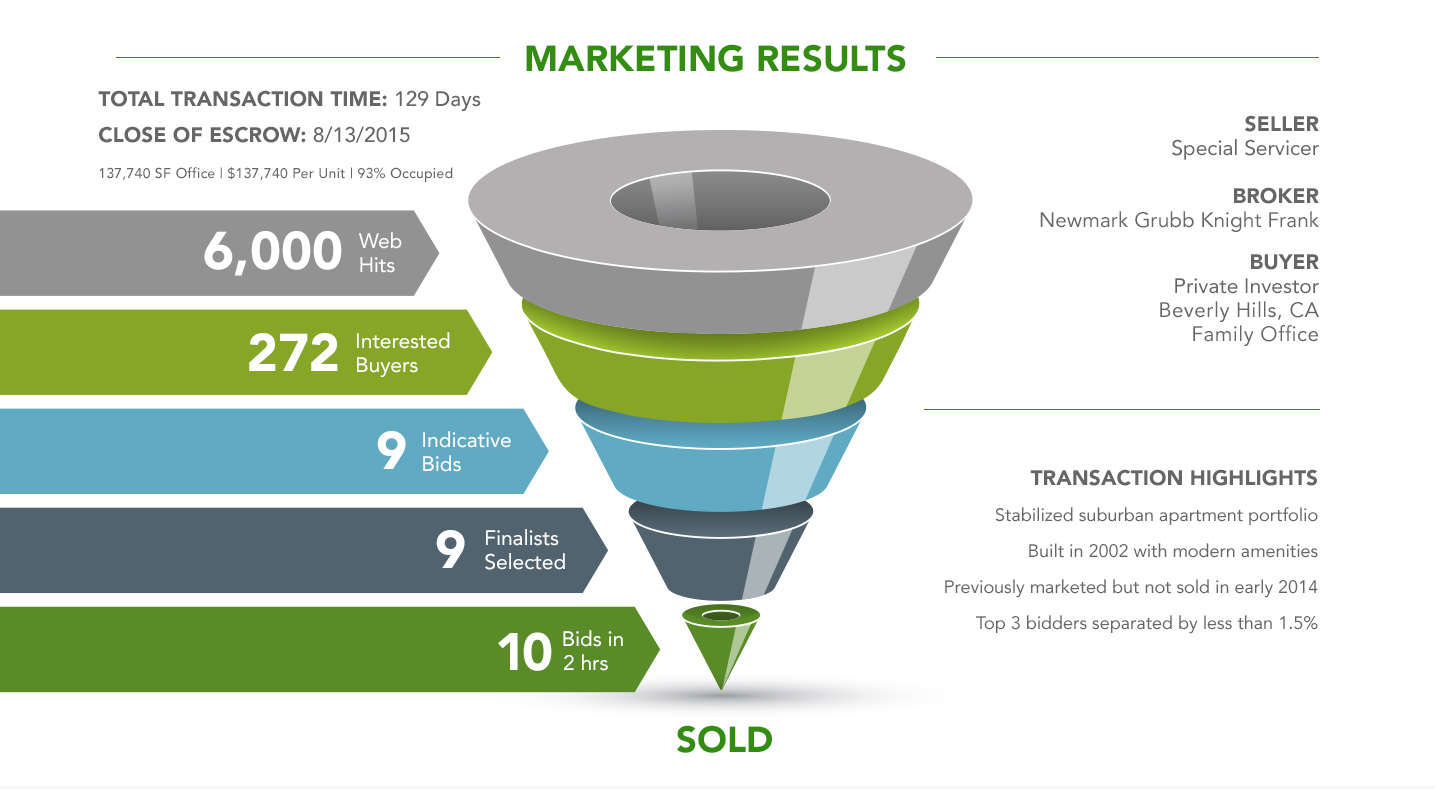 MARKETING RESULTS
TOTAL TRANSACTION TIME: 129 Days
CLOSE OF ESCROW: 8/13/2015
137,740 SF Office | $137,740 Per Unit | 93% Occupied
6,000 Web
Hits
272 Interested
Buyers
9 Indicative
Bids
9 Finalists
Selected
10 Bids in
2 hrs
SOLD
SELLER
Special Servicer
BROKER
Newmark Grubb Knight Frank
BUYER
Private Investor
Beverly Hills, CA
Family Office
TRANSACTION HIGHLIGHTS
Stabilized suburban apartment portfolio
Built in 2002 with modern amenities
Previously marketed but not sold in early 2014
Top 3 bidders separated by less than 1.5%